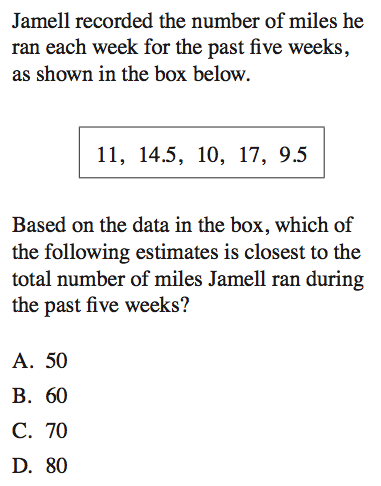 Jamell recorded the number of miles he
ran each week for the past five weeks,
as shown in the box below.
11, 14.5, 10, 17, 9.5
Based on the data in the box, which of
the following estimates is closest to the
total number of miles Jamell ran during
the past five weeks?
A. 50
B. 60
C. 70
D. 80